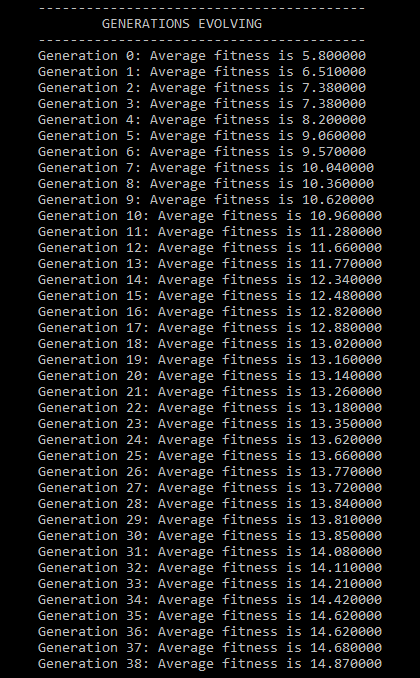 -----------------------------------------
GENERATIONS EVOLVING
-----------------------------------------
Generation 0: Average fitness is 5.800000
Generation 1: Average fitness is 6.510000
Generation 2: Average fitness is 7.380000
Generation 3: Average fitness is 7.380000
Generation 4: Average fitness is 8.200000
Generation 5: Average fitness is 9.060000
Generation 6: Average fitness is 9.570000
Generation 7: Average fitness is 10.040000
Generation 8: Average fitness is 10.360000
Generation 9: Average fitness is 10.620000
Generation 10: Average fitness is 10.960000
Generation 11: Average fitness is 11.280000
Generation 12: Average fitness is 11.660000
Generation 13: Average fitness is 11.770000
Generation 14: Average fitness is 12.340000
Generation 15: Average fitness is 12.480000
Generation 16: Average fitness is 12.820000
Generation 17: Average fitness is 12.880000
Generation 18: Average fitness is 13.020000
Generation 19: Average fitness is 13.160000
Generation 20: Average fitness is 13.140000
Generation 21: Average fitness is 13.260000
Generation 22: Average fitness is 13.180000
Generation 23: Average fitness is 13.350000
Generation 24: Average fitness is 13.620000
Generation 25: Average fitness is 13.660000
Generation 26: Average fitness is 13.770000
Generation 27: Average fitness is 13.720000
Generation 28: Average fitness is 13.840000
Generation 29: Average fitness is 13.810000
Generation 30: Average fitness is 13.850000
Generation 31: Average fitness is 14.080000
Generation 32: Average fitness is 14.110000
Generation 33: Average fitness is 14.210000
Generation 34: Average fitness is 14.420000
Generation 35: Average fitness is 14.620000
Generation 36: Average fitness is 14.620000
Generation 37: Average fitness is 14.680000
Generation 38: Average fitness is 14.870000